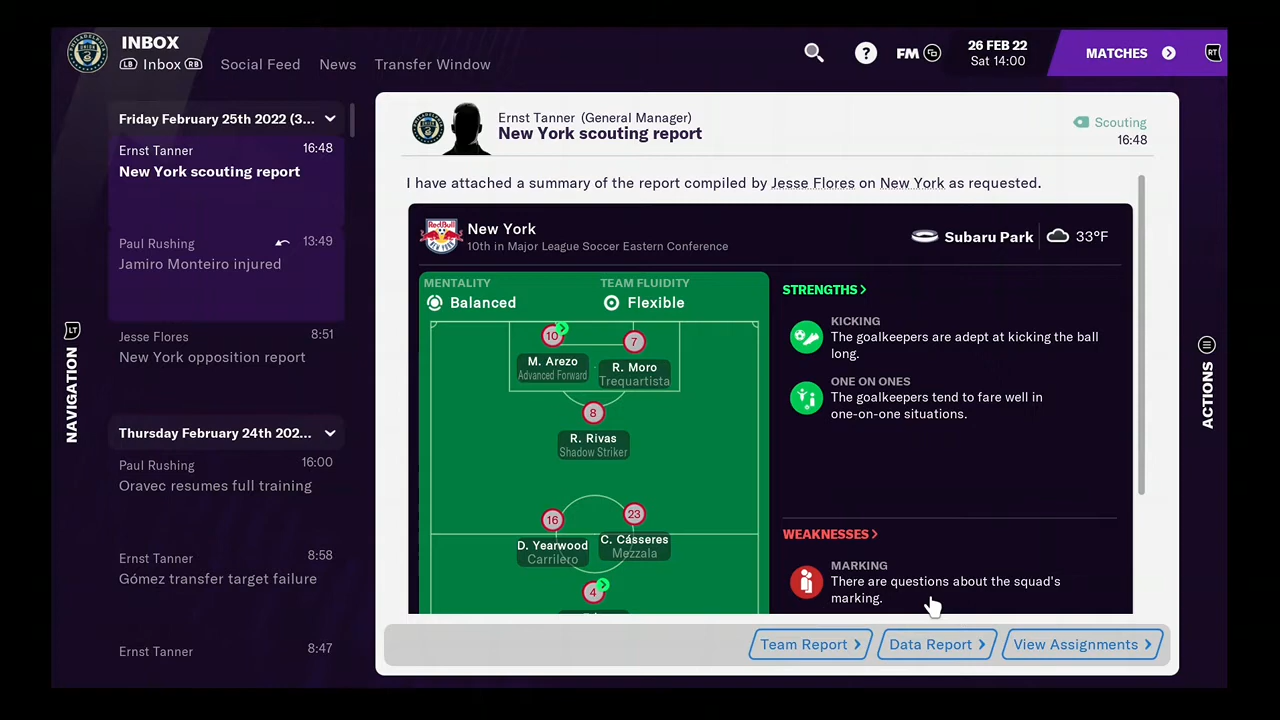 INBOX
LB Inbox RB Social Feed News Transfer Window
FM
26 FEB 22
Sat 14:00
MATCHES
RT
Friday February 25th 2022 (3...
Ernst Tanner 16:48
New York scouting report
Paul Rushing 13:49
Jamiro Monteiro injured
Jesse Flores 8:51
New York opposition report
Thursday February 24th 202...
Paul Rushing 16:00
Oravec resumes full training
Ernst Tanner 8:58
Gómez transfer target failure
Ernst Tanner 8:47
LT
NAVIGATION
Ernst Tanner (General Manager)
New York scouting report
Scouting
16:48
I have attached a summary of the report compiled by Jesse Flores on New York as requested.
New York
10th in Major League Soccer Eastern Conference
Subaru Park 33°F
MENTALITY
Balanced
TEAM FLUIDITY
Flexible
10
M. Arezo
Advanced Forward
7
R. Moro
Trequartista
8
R. Rivas
Shadow Striker
16
D. Yearwood
Carrilero
23
C. Cásseres
Mezzala
4
STRENGTHS
KICKING
The goalkeepers are adept at kicking the ball
long.
ONE ON ONES
The goalkeepers tend to fare well in
one-on-one situations.
WEAKNESSES
MARKING
There are questions about the squad's
marking.
Team Report
Data Report
View Assignments
ACTIONS